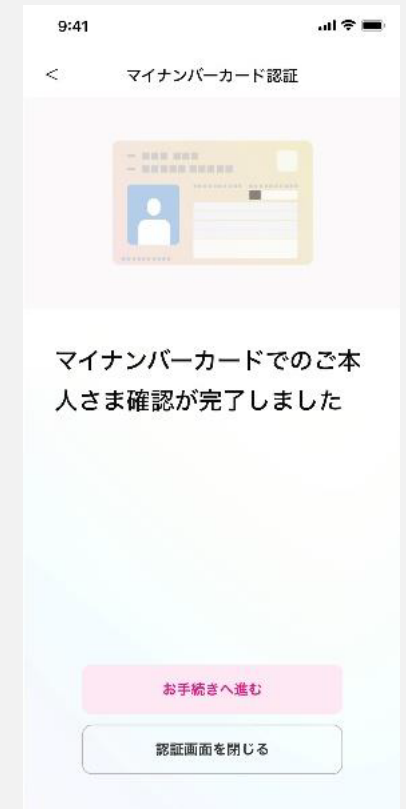 9:41
< マイナンバーカード認証
マイナンバーカードでのご本
人さま確認が完了しました
お手続きへ進む
認証画面を閉じる